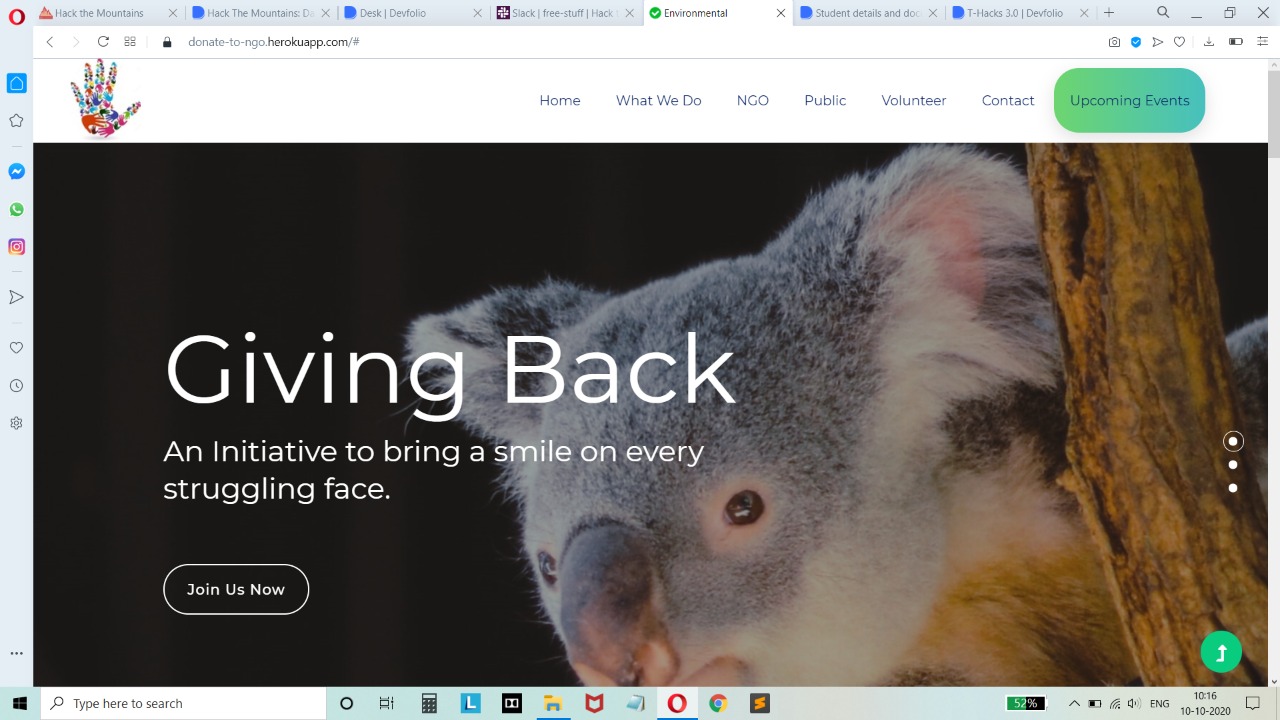 Hack The Mountains
Hack The Mountains: Da
Desk | Devfolio
Slack | free-stuff | Hack
Environmental
Student details and doc
T-Hacks 3.0 | Devfolio
donate-to-ngo.herokuapp.com/#
Home
What We Do
NGO
Public
Volunteer
Contact
Upcoming Events
Giving Back
An Initiative to bring a smile on every
struggling face.
Join Us Now
Type here to search
52%
ENG
10:16
10-10-2020